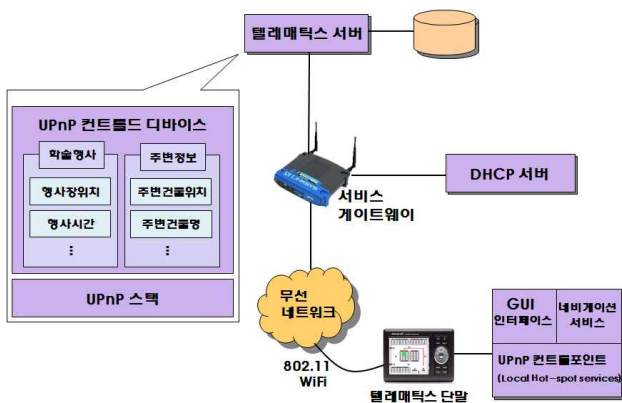 텔레매틱스 서버
UPnP 컨트롤드 디바이스
학술행사
주변정보
행사장위치
주변건물위치
행사시간
주변건물명
⋮
⋮
UPnP 스택
서비스
게이트웨이
DHCP 서버
무선
네트워크
802.11
WiFi
텔레매틱스 단말
GUI
인터페이스
네비게이션
서비스
UPnP 컨트롤포인트
(Local Hot-spot services)